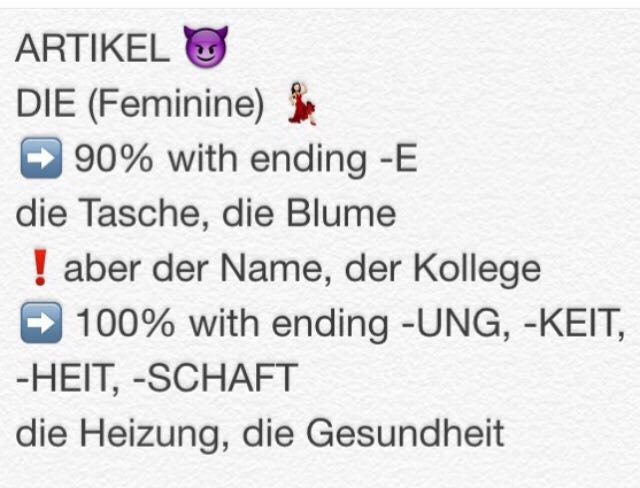 ARTIKEL 😈
DIE (Feminine) 💃
➡️ 90% with ending -E
die Tasche, die Blume
❗️ aber der Name, der Kollege
➡️ 100% with ending -UNG, -KEIT,
-HEIT, -SCHAFT
die Heizung, die Gesundheit